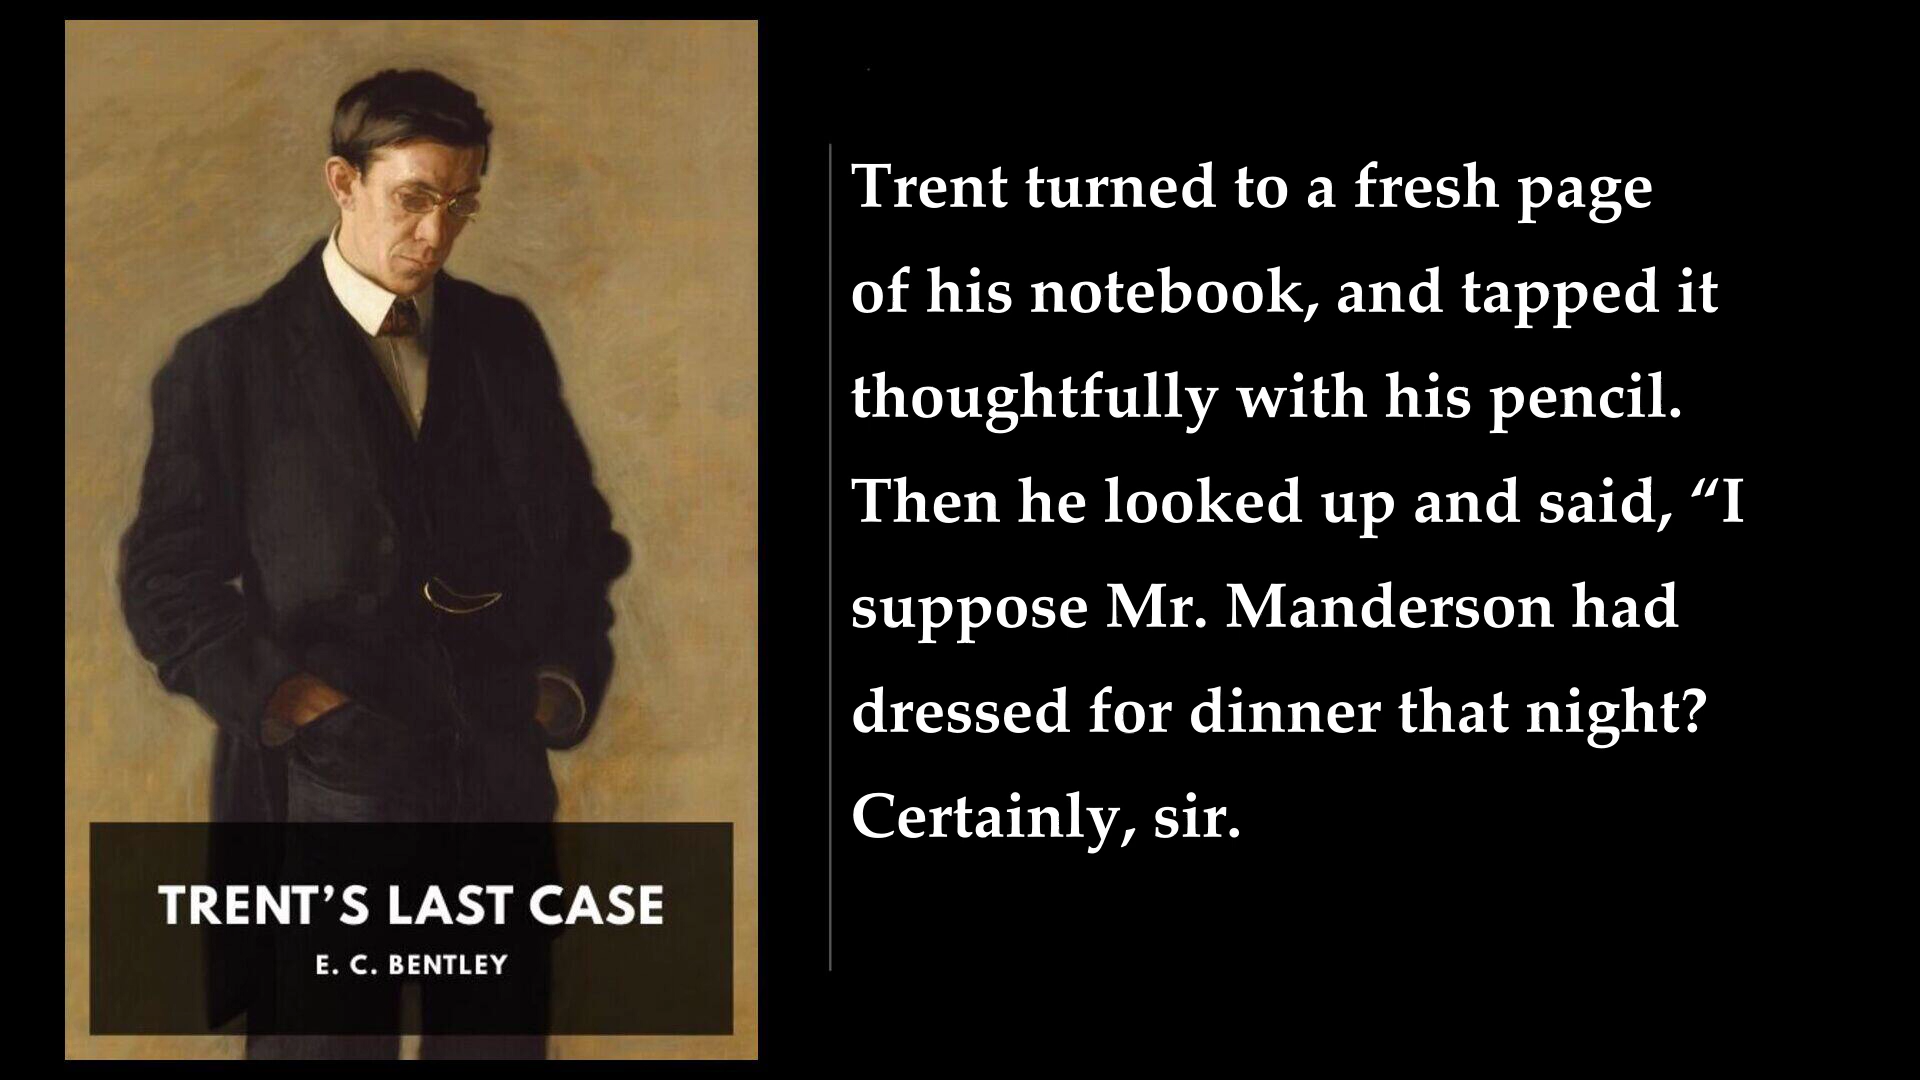 TRENT’S LAST CASE
E. C. BENTLEY
Trent turned to a fresh page
of his notebook, and tapped it
thoughtfully with his pencil.
Then he looked up and said, “I
suppose Mr. Manderson had
dressed for dinner that night?
Certainly, sir.